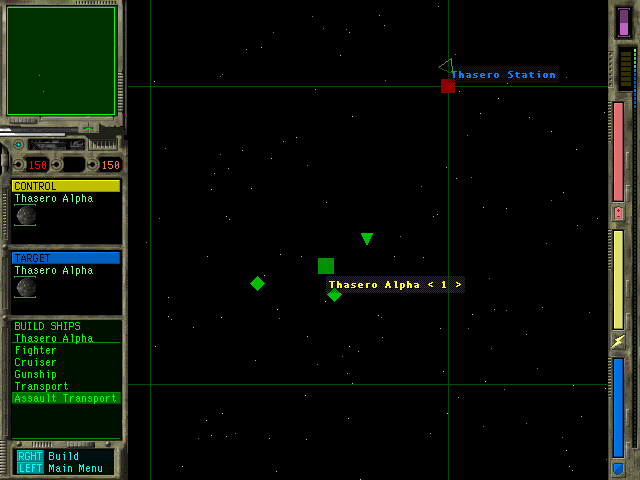 Thasero Station
150 150
CONTROL
Thasero Alpha
TARGET
Thasero Alpha
Thasero Alpha < 1 >
BUILD SHIPS
Thasero Alpha
Fighter
Cruiser
Gunship
Transport
Assault Transport
RGHT Build
LEFT Main Menu